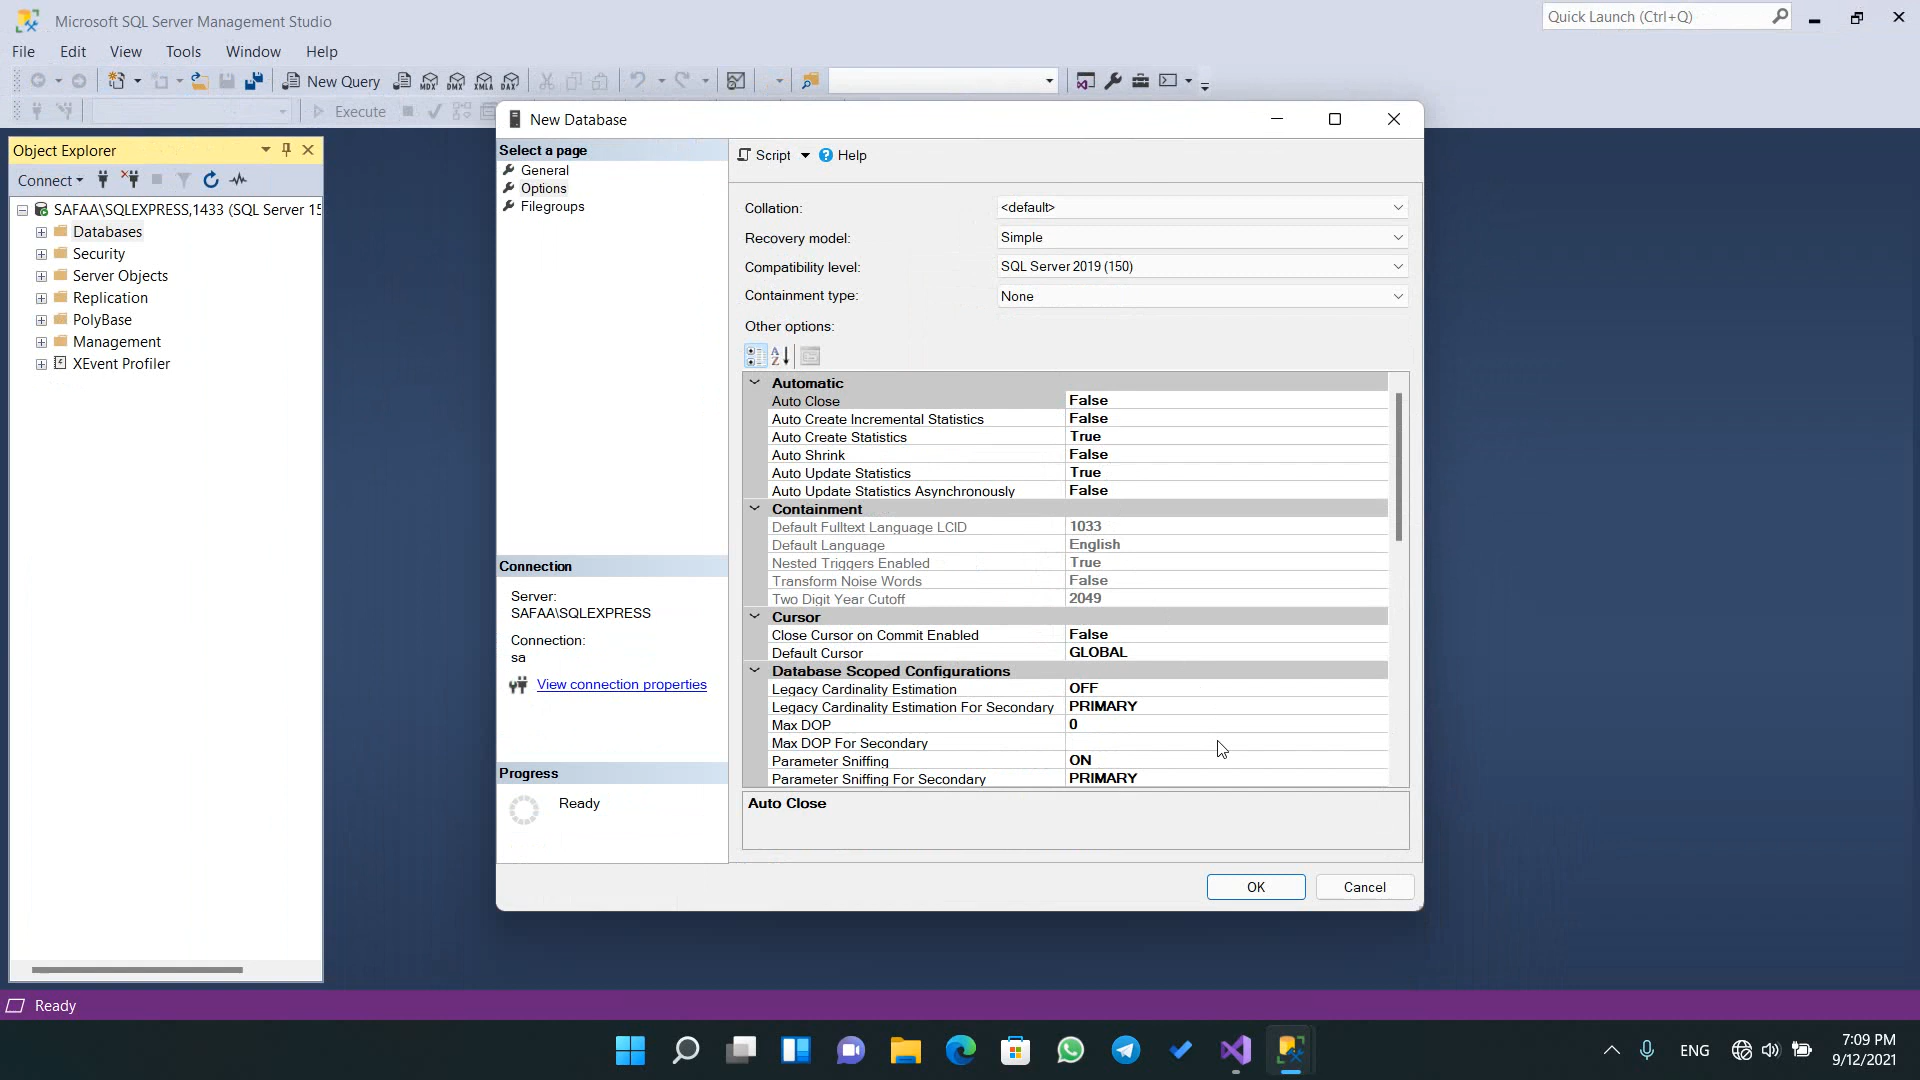 Microsoft SQL Server Management Studio
Quick Launch (Ctrl+Q)
File Edit View Tools Window Help
New Query MDX DMX XMLA DAX
Execute
Object Explorer
Connect
SAFAA\SQLEXPRESS,1433 (SQL Server 15
Databases
Security
Server Objects
Replication
PolyBase
Management
XEvent Profiler
New Database
Select a page
General
Options
Filegroups
Connection
Server:
SAFAA\SQLEXPRESS
Connection:
sa
View connection properties
Progress
Ready
Script Help
Collation: <default>
Recovery model: Simple
Compatibility level: SQL Server 2019 (150)
Containment type: None
Other options:
Automatic
Auto Close False
Auto Create Incremental Statistics False
Auto Create Statistics True
Auto Shrink False
Auto Update Statistics True
Auto Update Statistics Asynchronously False
Containment
Default Fulltext Language LCID 1033
Default Language English
Nested Triggers Enabled True
Transform Noise Words False
Two Digit Year Cutoff 2049
Cursor
Close Cursor on Commit Enabled False
Default Cursor GLOBAL
Database Scoped Configurations
Legacy Cardinality Estimation OFF
Legacy Cardinality Estimation For Secondary PRIMARY
Max DOP 0
Max DOP For Secondary
Parameter Sniffing ON
Parameter Sniffing For Secondary PRIMARY
Auto Close
OK Cancel
Ready
ENG
7:09 PM
9/12/2021